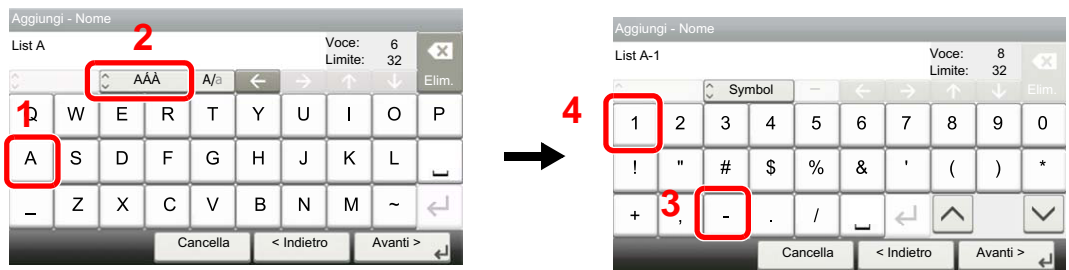 Aggiungi - Nome
List A
Voce: 6
Limite: 32
2
AÁÀ A/a ← → ↑ ↓ Elim.
1
Q W E R T Y U I O P
A S D F G H J K L
_ Z X C V B N M ~
Cancella < Indietro Avanti >
Aggiungi - Nome
List A-1
Voce: 8
Limite: 32
Symbol – ← → ↑ ↓ Elim.
4
1 2 3 4 5 6 7 8 9 0
! " # $ % & ' ( ) *
3
+ , - . /
Cancella < Indietro Avanti >